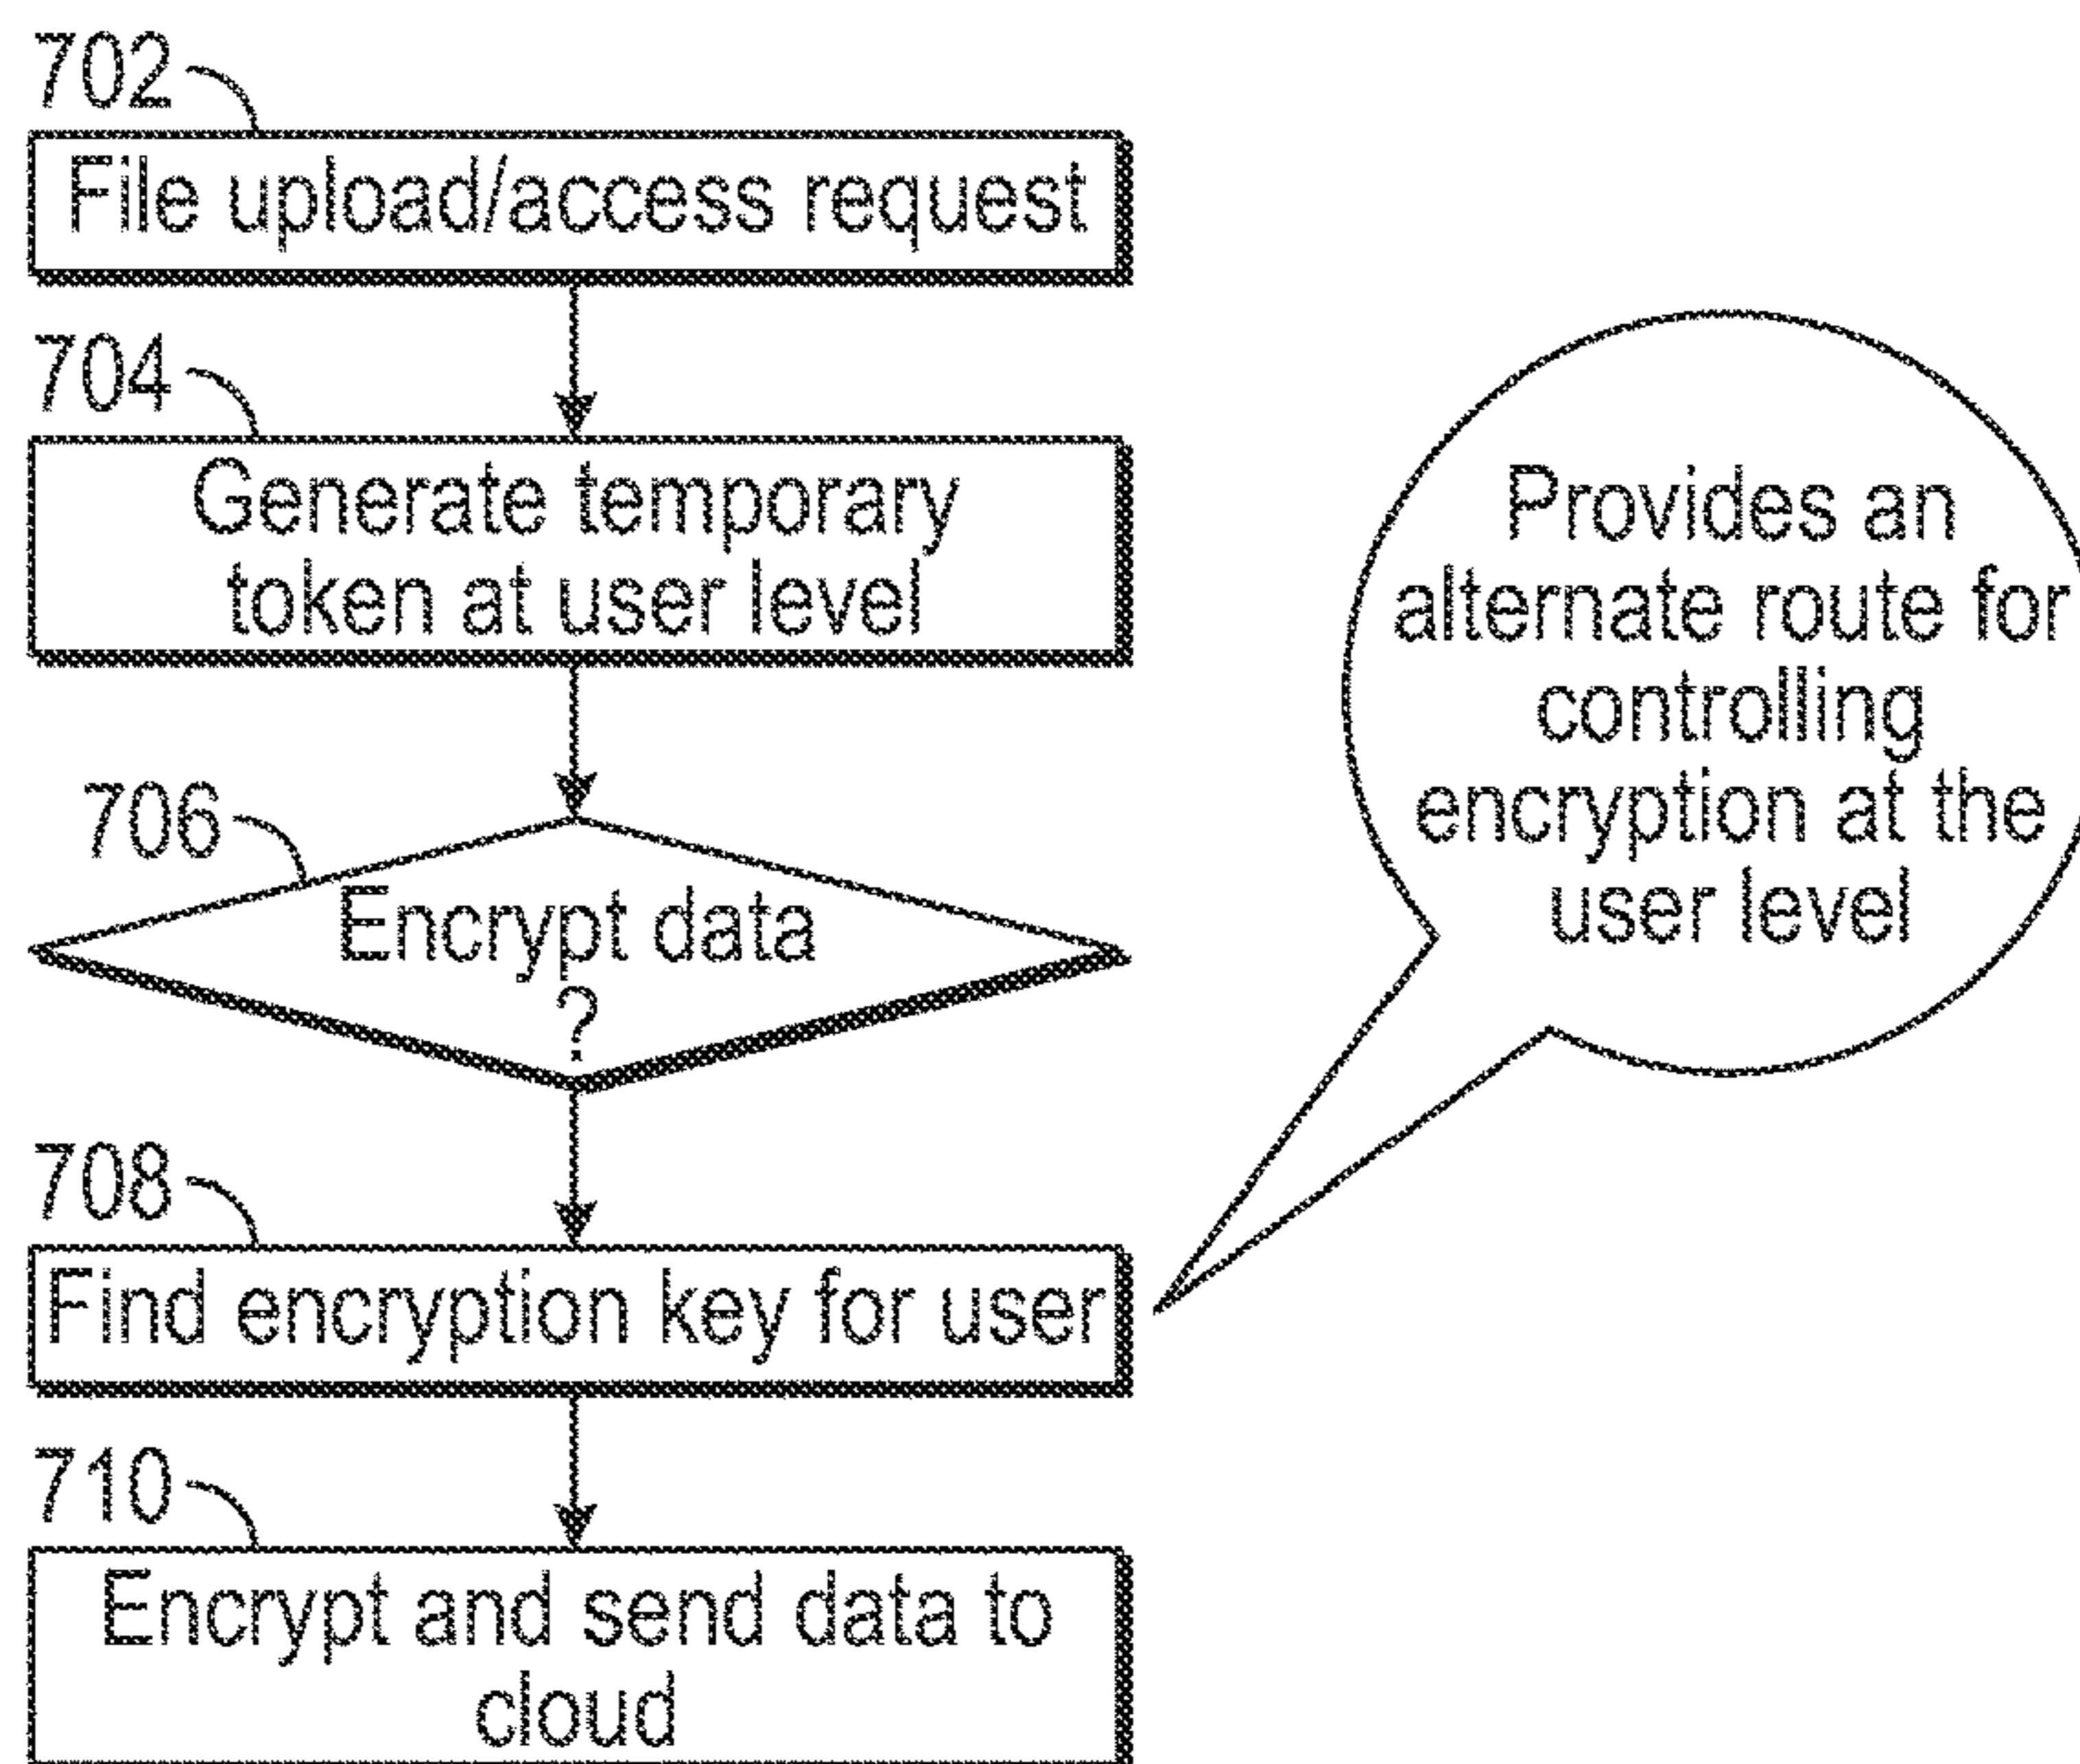 702
File upload/access request
704
Generate temporary
token at user level
706
Encrypt data
?
708
Find encryption key for user
710
Encrypt and send data to
cloud
Provides an
alternate route for
controlling
encryption at the
user level